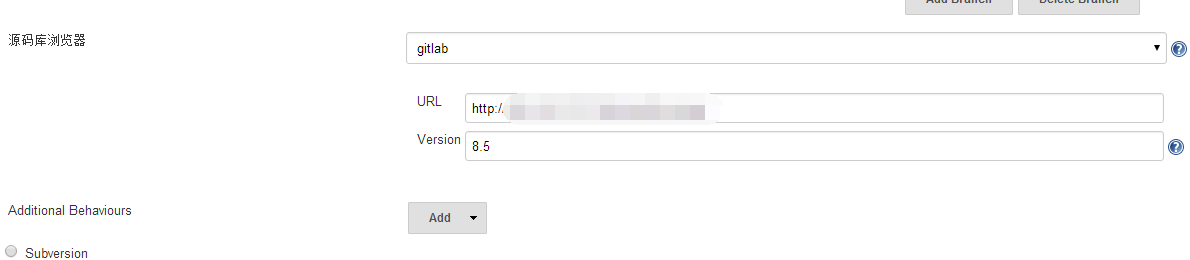 Add Branch Delete Branch
源码库浏览器
gitlab
URL http://
Version 8.5
Additional Behaviours
Add
Subversion